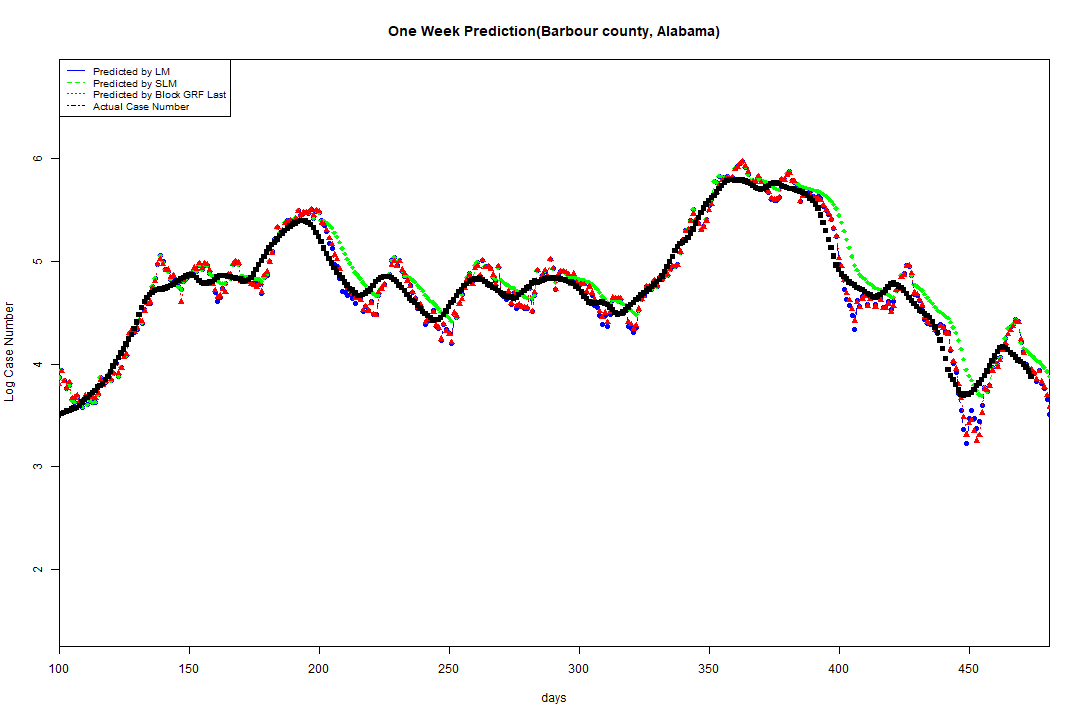 One Week Prediction(Barbour county, Alabama)
Predicted by LM
Predicted by SLM
Predicted by Block GRF Last
Actual Case Number
6
5
4
3
2
Log Case Number
100 150 200 250 300 350 400 450
days